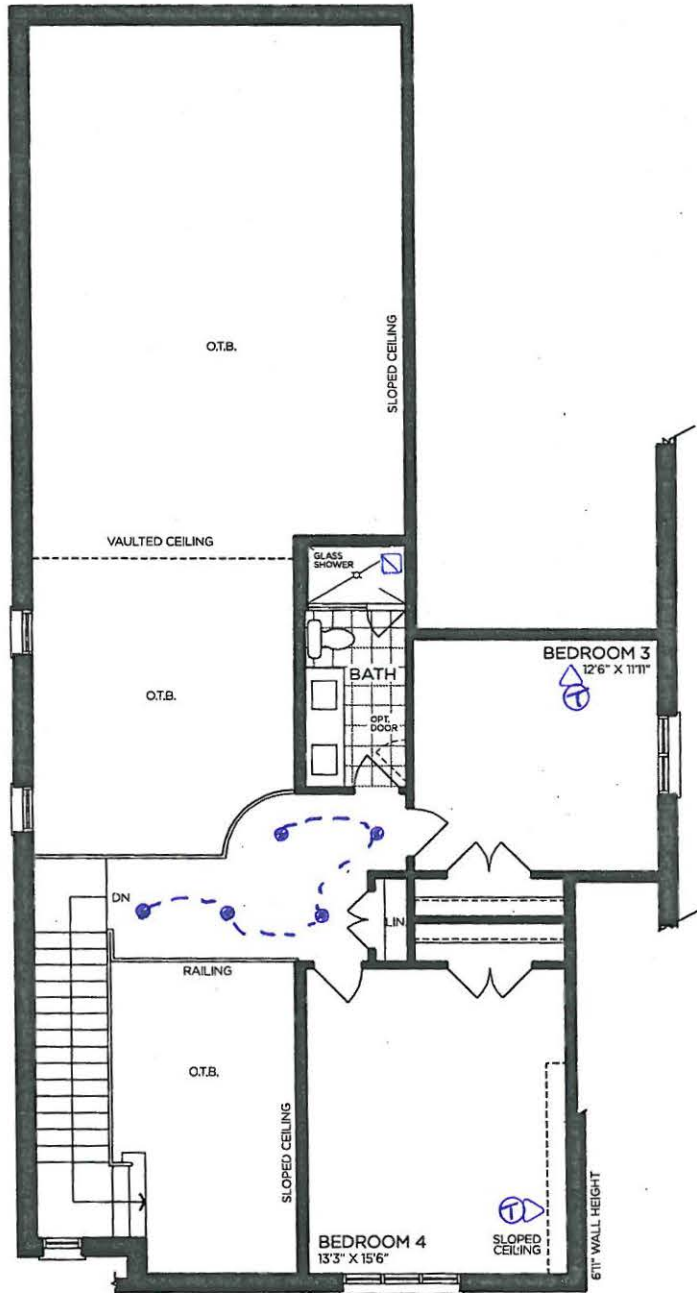 O.T.B.
SLOPED CEILING
VAULTED CEILING
GLASS
SHOWER
BEDROOM 3
12'6" X 11'11"
BATH
O.T.B.
OPT.
DOOR
DN
LIN.
RAILING
O.T.B.
SLOPED CEILING
T
T
BEDROOM 4
13'3" X 15'6"
SLOPED
CEILING
6'11" WALL HEIGHT